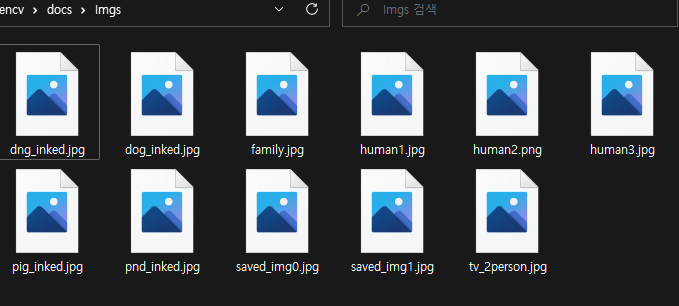 encv > docs > Imgs
Imgs 검색
dng_inked.jpg dog_inked.jpg family.jpg human1.jpg human2.png human3.jpg
pig_inked.jpg pnd_inked.jpg saved_img0.jpg saved_img1.jpg tv_2person.jpg